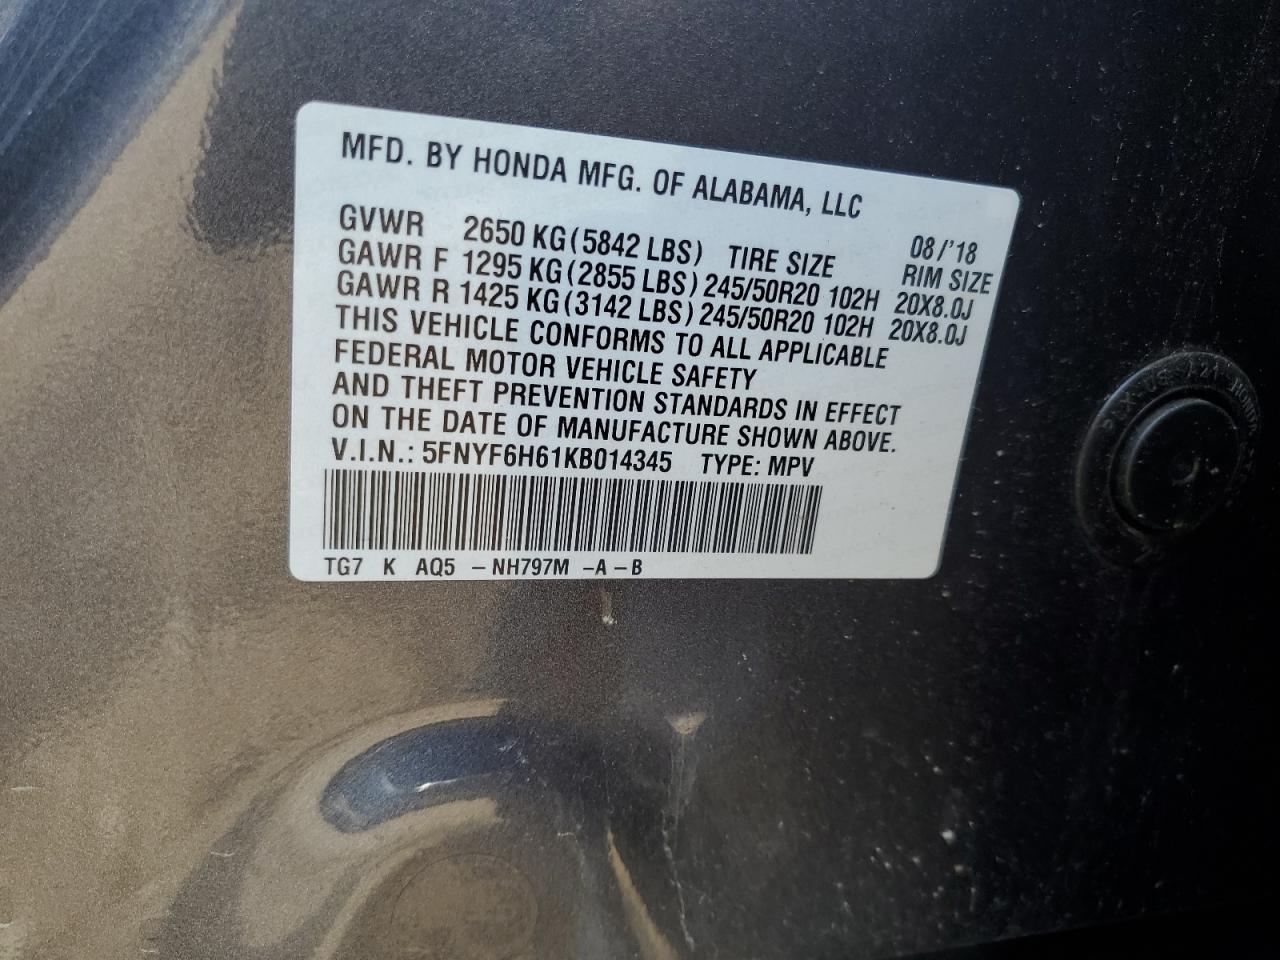 MFD. BY HONDA MFG. OF ALABAMA, LLC
08/'18
GVWR 2650 KG(5842 LBS) TIRE SIZE RIM SIZE
GAWR F 1295 KG(2855 LBS) 245/50R20 102H 20X8.0J
GAWR R 1425 KG(3142 LBS) 245/50R20 102H 20X8.0J
THIS VEHICLE CONFORMS TO ALL APPLICABLE
FEDERAL MOTOR VEHICLE SAFETY
AND THEFT PREVENTION STANDARDS IN EFFECT
ON THE DATE OF MANUFACTURE SHOWN ABOVE.
V.I.N.: 5FNYF6H61KB014345 TYPE: MPV
TG7 K AQ5 - NH797M - A - B